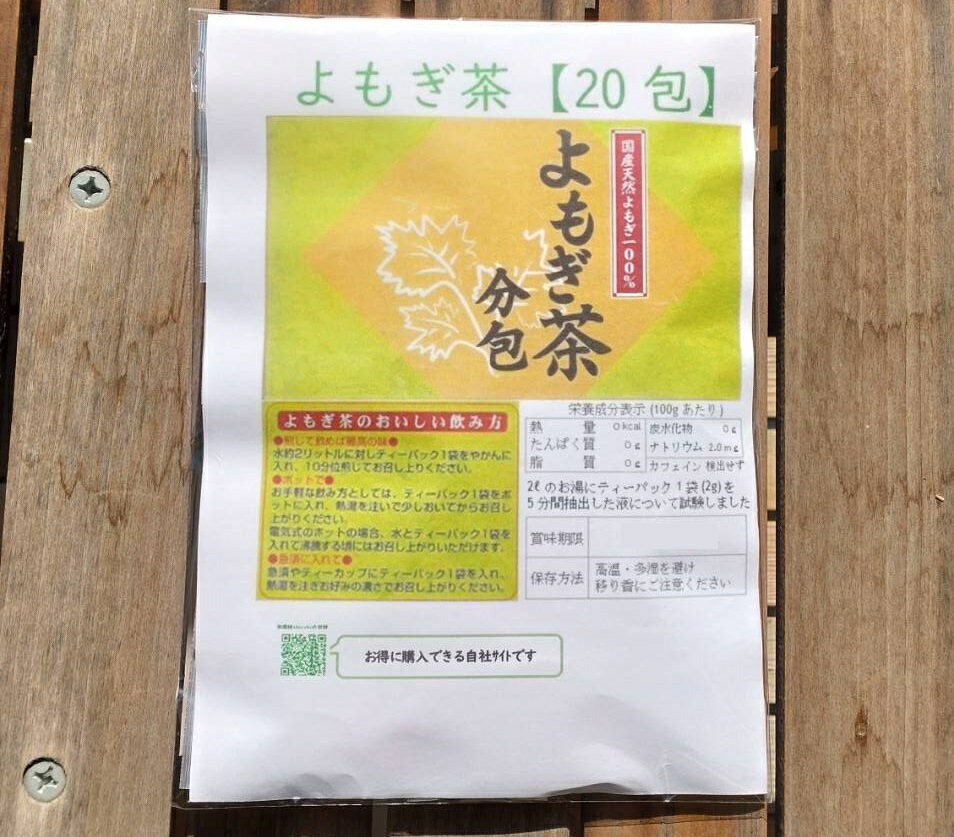 よもぎ茶【20包】
国産天然よもぎ一00%
よもぎ茶
分包
よもぎ茶のおいしい飲み方
●煎じて飲めば最高の味●
水約2リットルに対しティーパック1袋をやかんに
入れ、10分位煎じてお召し上りください。
●ポットで●
お手軽な飲み方としては、ティーパック1袋をポ
ットに入れ、熱湯を注いで少しおいてからお召し
上がりください。
電気式のポットの場合、水とティーパック1袋を
入れて沸騰する頃にはお召し上がりいただけます。
●急須に入れて●
急須やティーカップにティーパック1袋を入れ、
熱湯を注ぎお好みの濃さでお召し上がりください。
栄養成分表示(100gあたり)
熱量 0kcal 炭水化物 0g
たんぱく質 0g ナトリウム 2.0mg
脂質 0g カフェイン 検出せず
2ℓのお湯にティーパック1袋(2g)を
5分間抽出した液について試験しました
賞味期限
保存方法 高温・多湿を避け
移り香にご注意ください
お得に購入できる自社サイトです